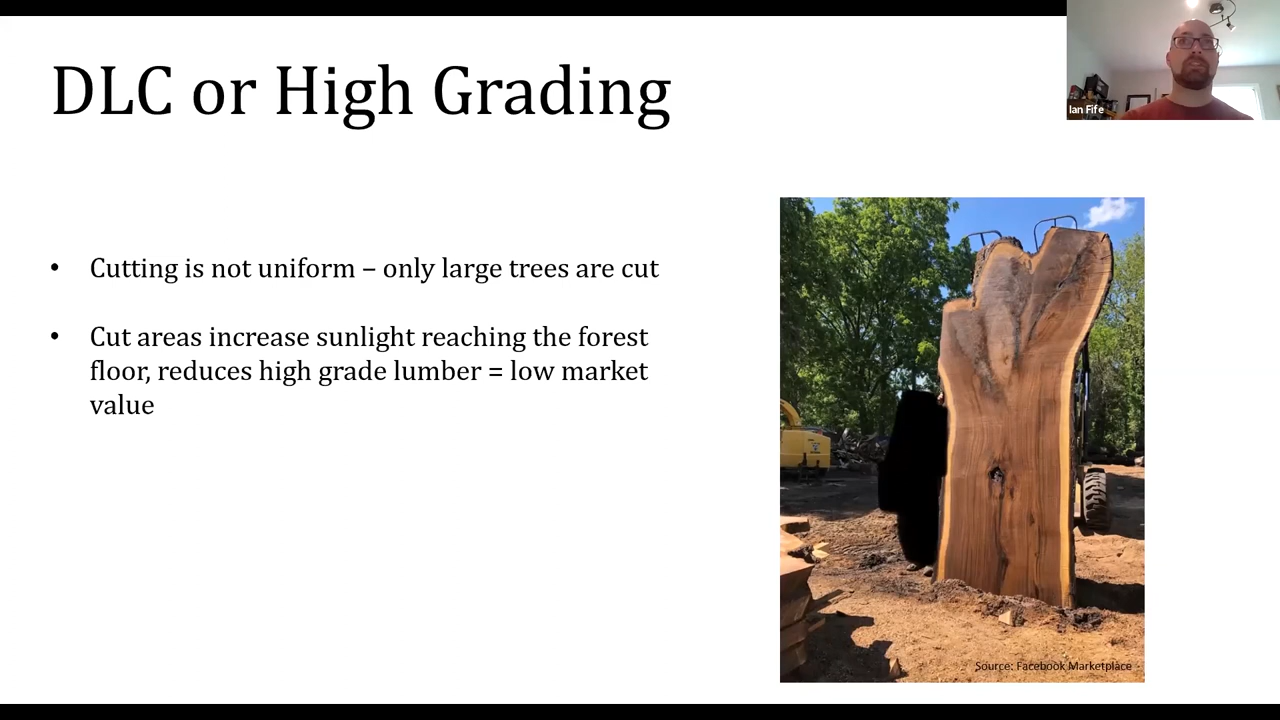 DLC or High Grading
Ian Fife
• Cutting is not uniform – only large trees are cut
• Cut areas increase sunlight reaching the forest
floor, reduces high grade lumber = low market
value
Source: Facebook Marketplace